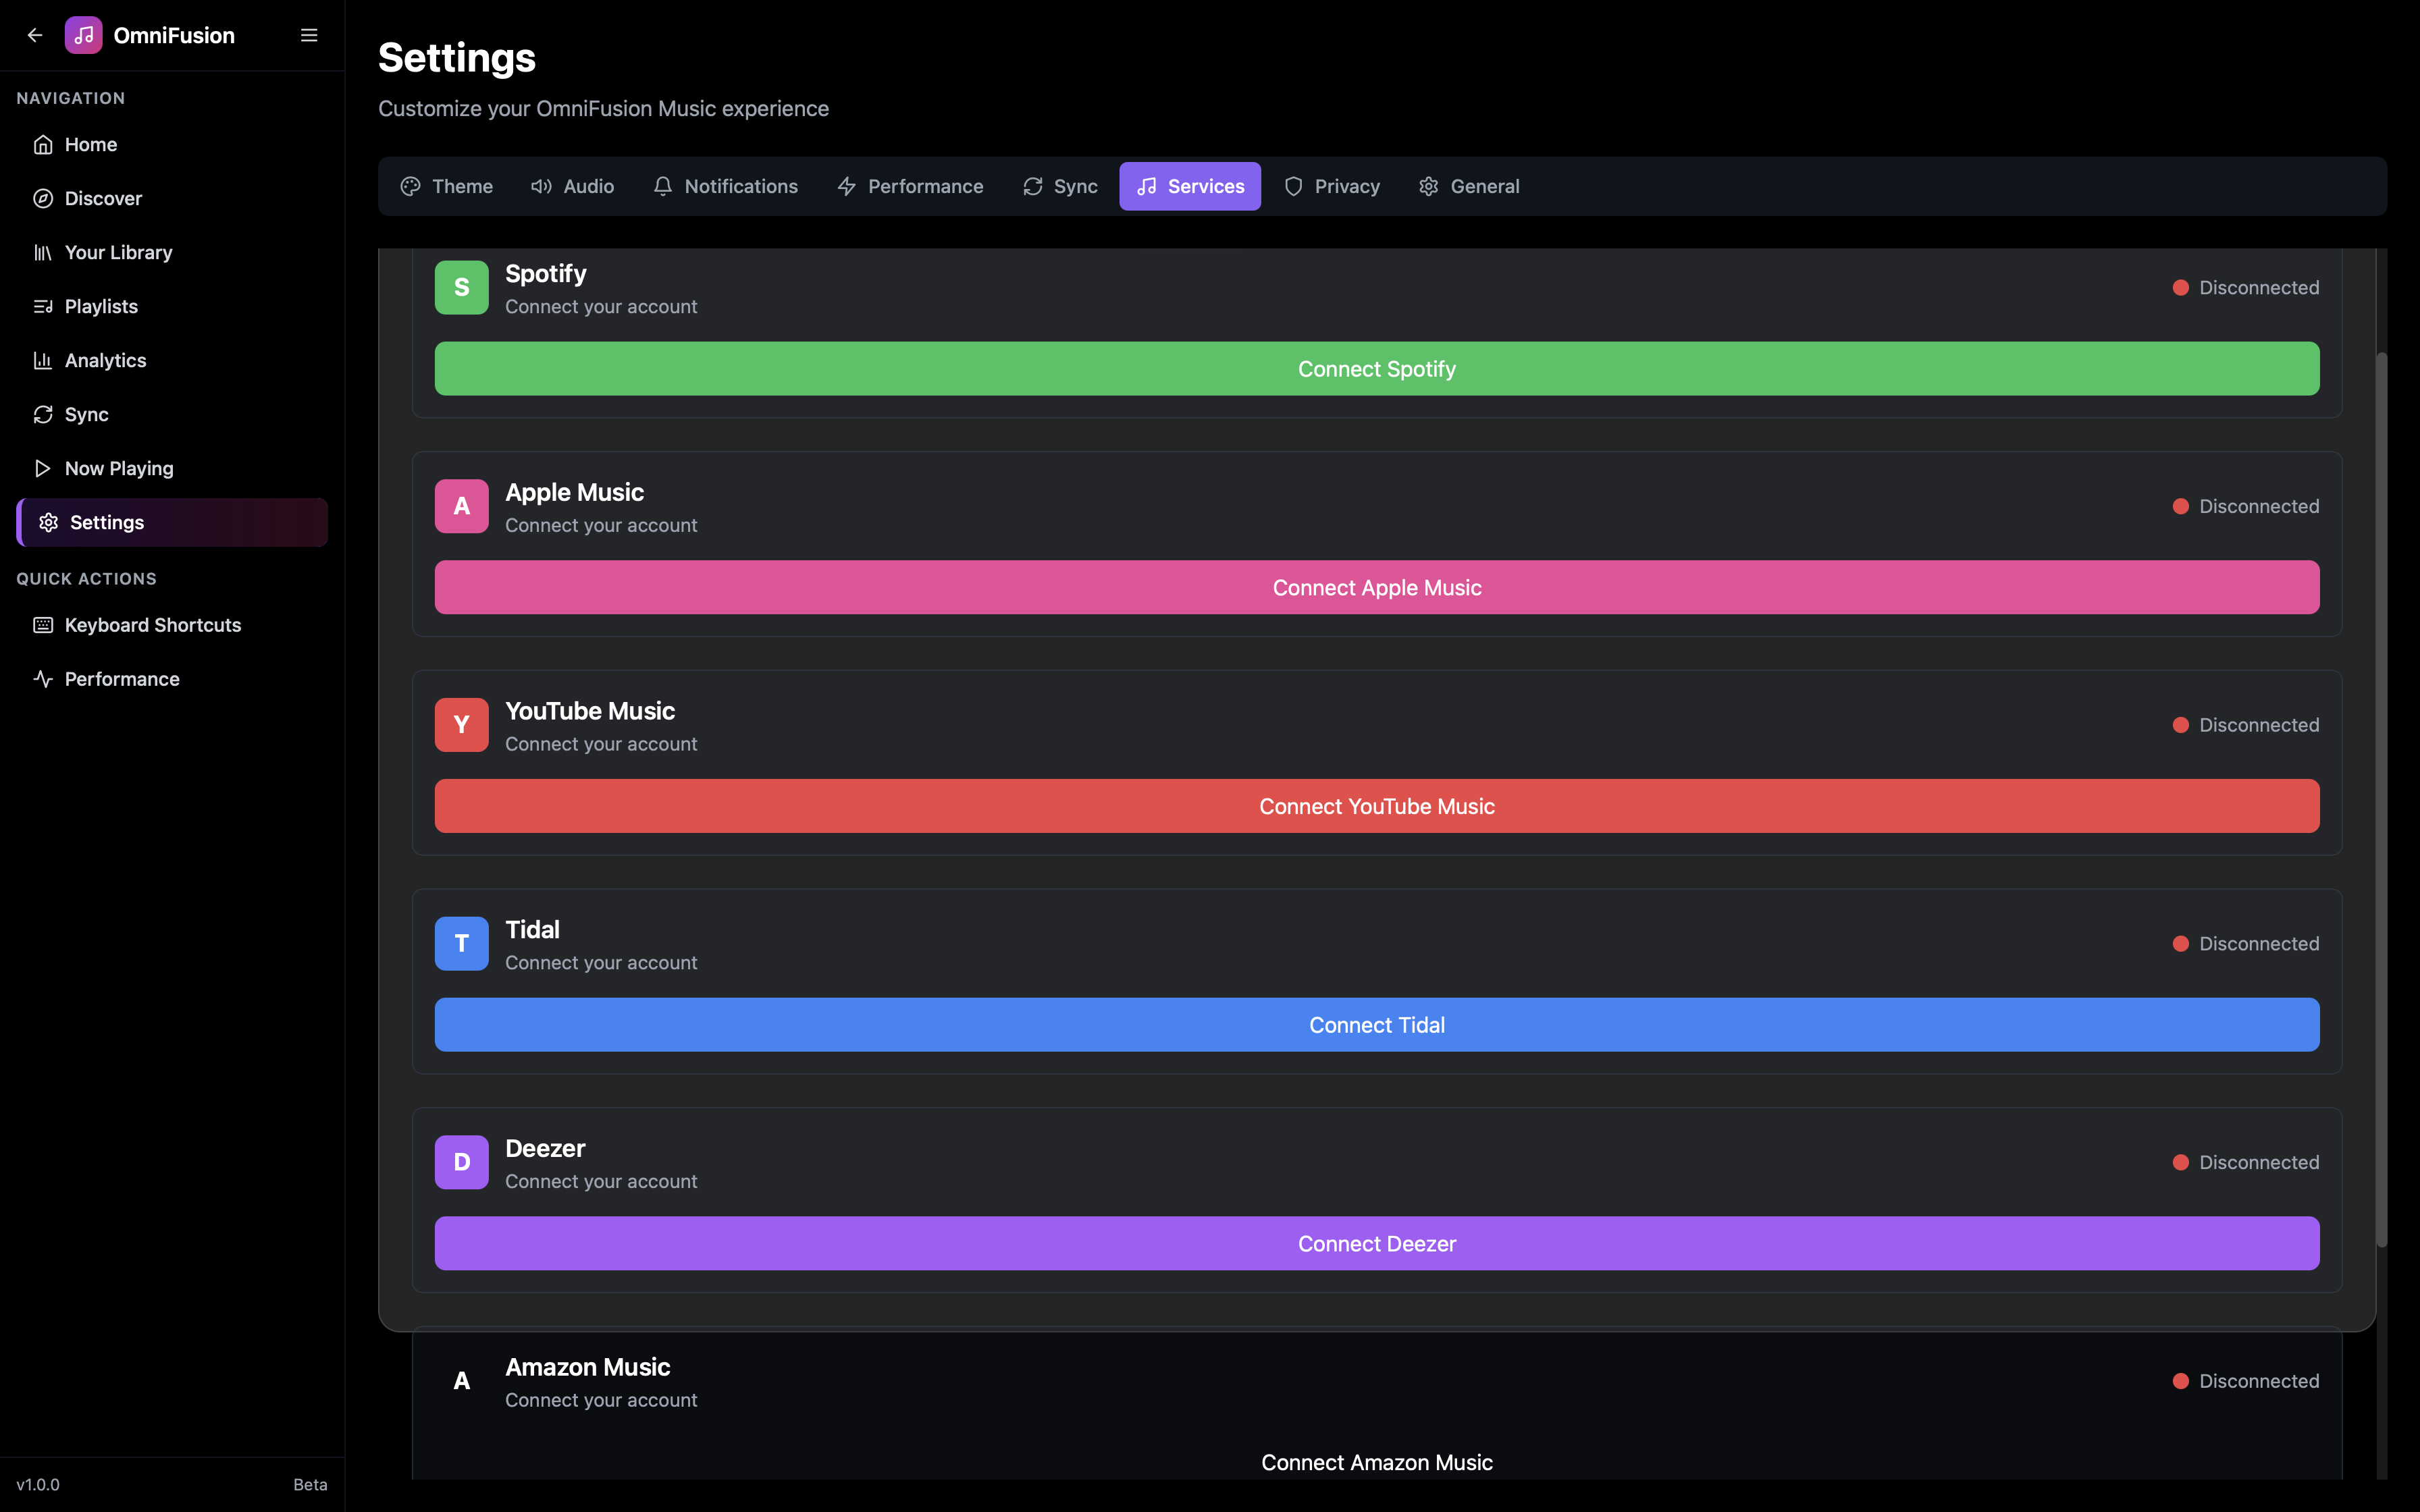 OmniFusion
NAVIGATION
Home
Discover
Your Library
Playlists
Analytics
Sync
Now Playing
Settings
QUICK ACTIONS
Keyboard Shortcuts
Performance
v1.0.0
Beta
Settings
Customize your OmniFusion Music experience
Theme
Audio
Notifications
Performance
Sync
Services
Privacy
General
S
Spotify
Connect your account
Disconnected
Connect Spotify
A
Apple Music
Connect your account
Disconnected
Connect Apple Music
Y
YouTube Music
Connect your account
Disconnected
Connect YouTube Music
T
Tidal
Connect your account
Disconnected
Connect Tidal
D
Deezer
Connect your account
Disconnected
Connect Deezer
A
Amazon Music
Connect your account
Disconnected
Connect Amazon Music